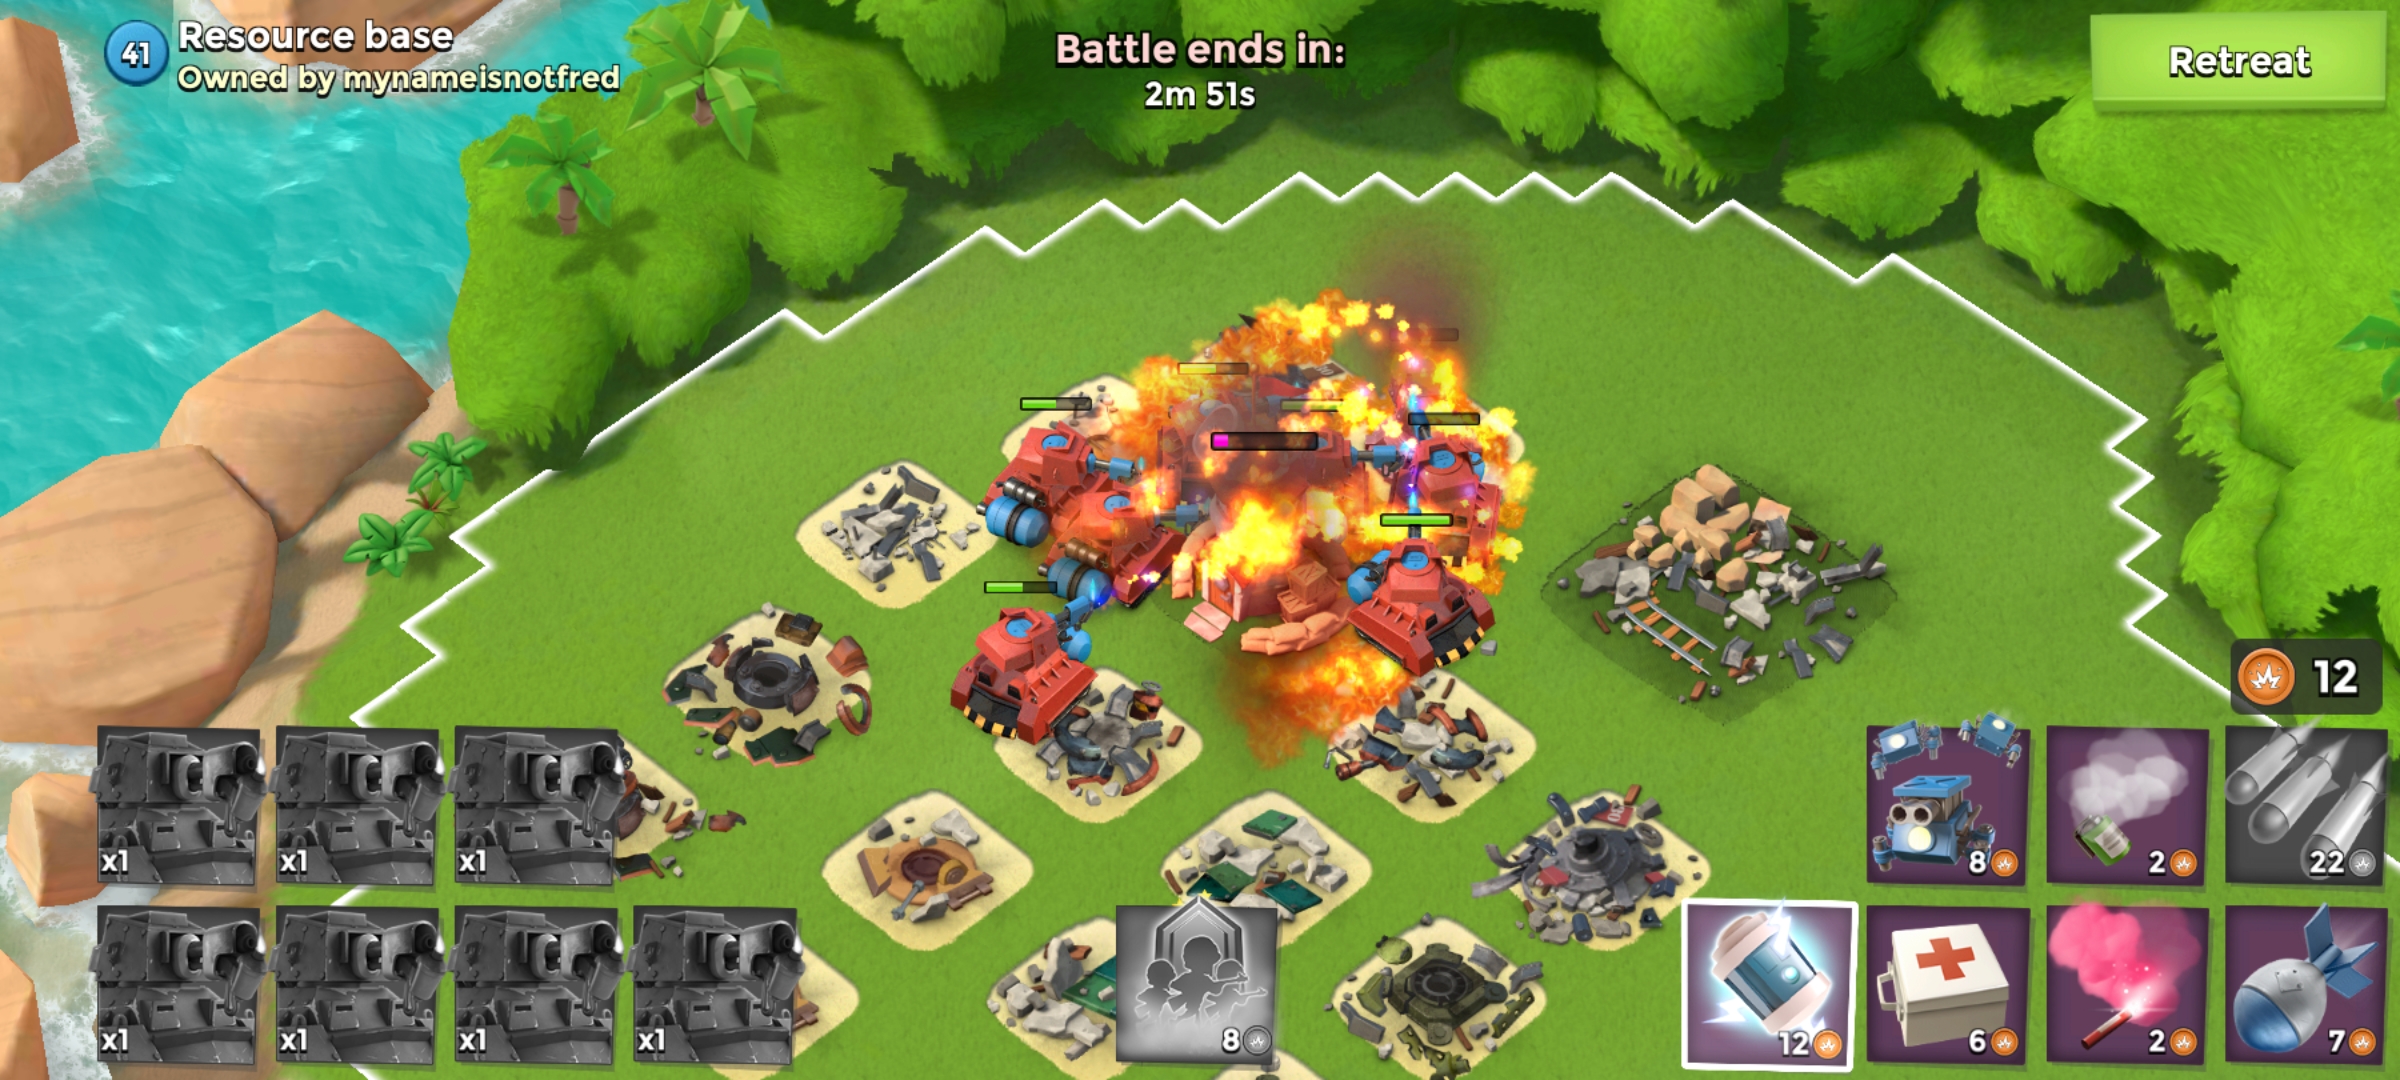 41
Resource base
Owned by mynameisnotfred
Battle ends in:
2m 51s
Retreat
12
x1
x1
x1
8
2
22
x1
x1
x1
x1
8
12
6
2
7